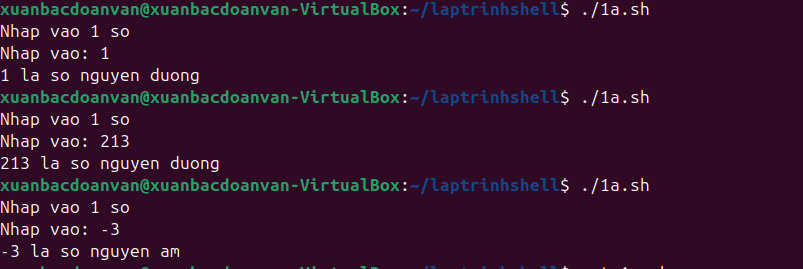 xuanbacdoanvan@xuanbacdoanvan-VirtualBox:~/laptrinhshell$ ./1a.sh
Nhap vao 1 so
Nhap vao: 1
1 la so nguyen duong
xuanbacdoanvan@xuanbacdoanvan-VirtualBox:~/laptrinhshell$ ./1a.sh
Nhap vao 1 so
Nhap vao: 213
213 la so nguyen duong
xuanbacdoanvan@xuanbacdoanvan-VirtualBox:~/laptrinhshell$ ./1a.sh
Nhap vao 1 so
Nhap vao: -3
-3 la so nguyen am